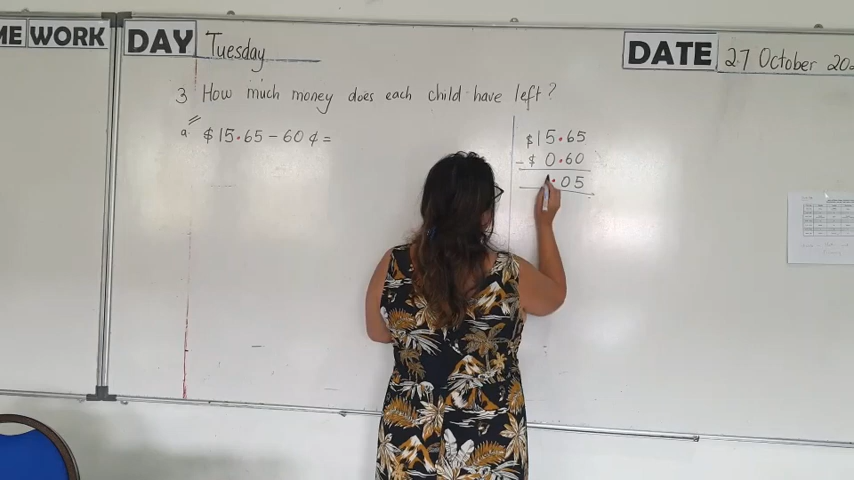 ME WORK
DAY Tuesday
DATE 27 October 20
3 How much money does each child have left?
a. $15.65 - 60 ¢ =
$15.65
- $ 0.60
.05